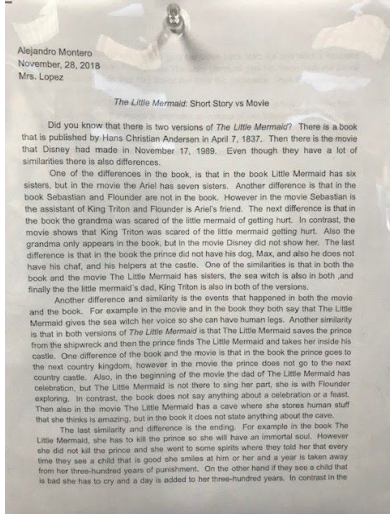 Alejandro Montero
November, 28, 2018
Mrs. Lopez
The Little Mermaid: Short Story vs Movie
Did you know that there is two versions of The Little Mermaid? There is a book
that is published by Hans Christian Andersen in April 7, 1837. Then there is the movie
that Disney had made in November 17, 1989. Even though they have a lot of
similarities there is also differences.
One of the differences in the book, is that in the book Little Mermaid has six
sisters, but in the movie the Ariel has seven sisters. Another difference is that in the
book Sebastian and Flounder are not in the book. However in the movie Sebastian is
the assistant of King Triton and Flounder is Ariel's friend. The next difference is that in
the book the grandma was scared of the little mermaid of getting hurt. In contrast, the
movie shows that King Triton was scared of the little mermaid getting hurt. Also the
grandma only appears in the book, but in the movie Disney did not show her. The last
difference is that in the book the prince did not have his dog, Max, and also he does not
have his chaf, and his helpers at the castle. One of the similarities is that in both the
book and the movie The Little Mermaid has sisters, the sea witch is also in both ,and
finally the the little mermaid's dad, King Triton is also in both of the versions.
Another difference and similarity is the events that happened in both the movie
and the book. For example in the movie and in the book they both say that The Little
Mermaid gives the sea witch her voice so she can have human legs. Another similarity
is that in both versions of The Little Mermaid is that The Little Mermaid saves the prince
from the shipwreck and then the prince finds The Little Mermaid and takes her inside his
castle. One difference of the book and the movie is that in the book the prince goes to
the next country kingdom, however in the movie the prince does not go to the next
country castle. Also, in the beginning of the movie the dad of The Little Mermaid has
celebration, but The Little Mermaid is not there to sing her part, she is with Flounder
exploring. In contrast, the book does not say anything about a celebration or a feast.
Then also in the movie The Little Mermaid has a cave where she stores human stuff
that she thinks is amazing, but in the book it does not state anything about the cave.
The last similarity and difference is the ending. For example in the book The
Little Mermaid, she has to kill the prince so she will have an immortal soul. However
she did not kill the prince and she went to some spirits where they told her that every
time they see a child that is good she smiles at him or her and a year is taken away
from her three-hundred years of punishment. On the other hand if they see a child that
is bad she has to cry and a day is added to her three-hundred years. In contrast in the